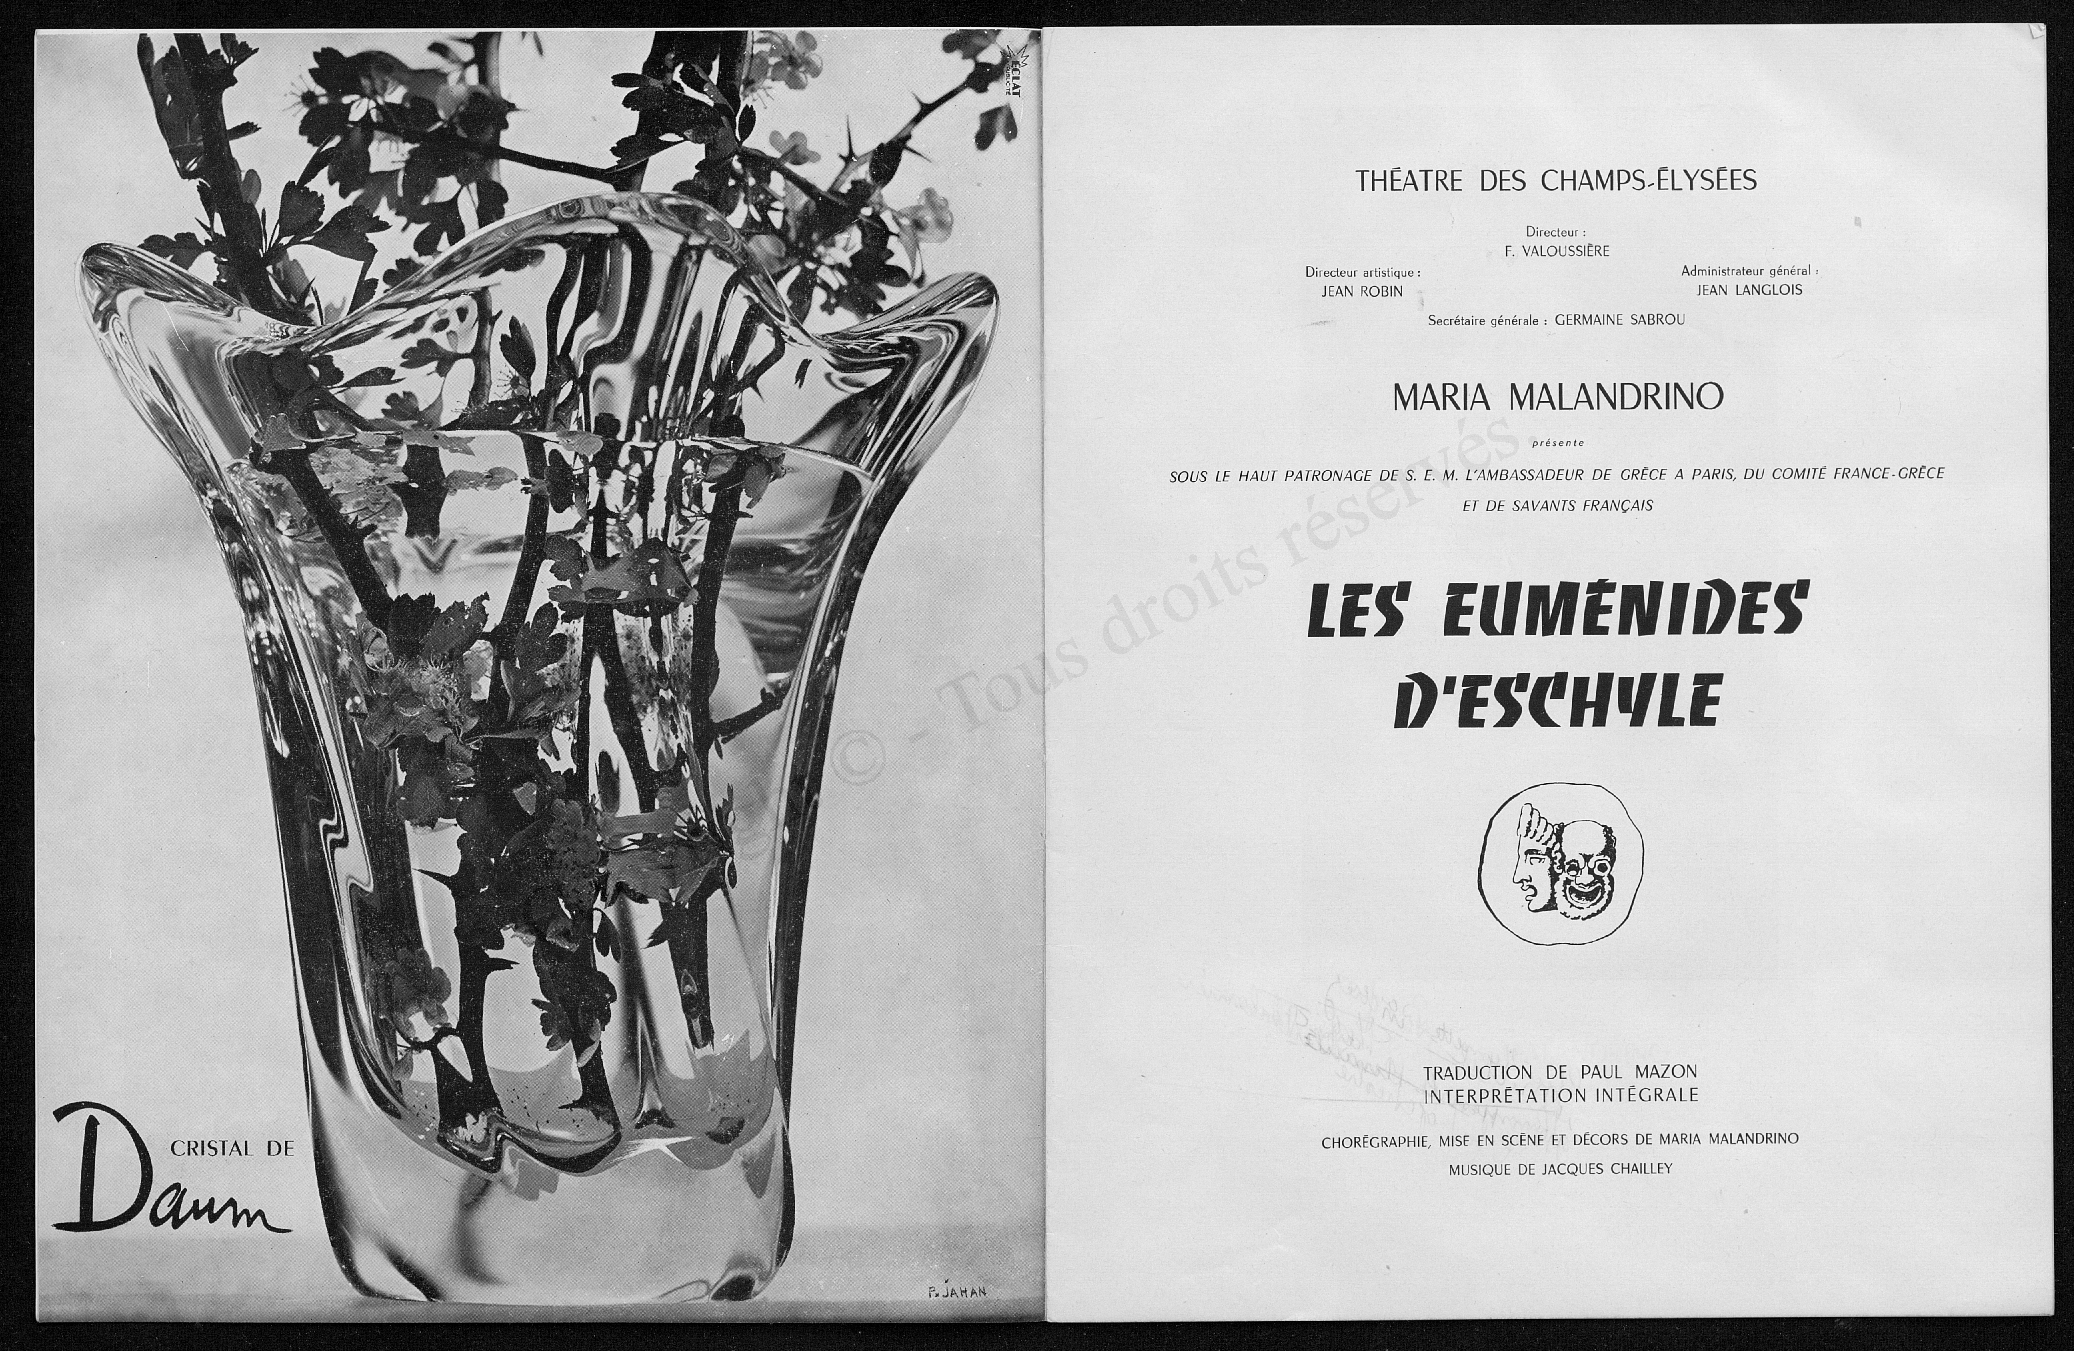 ÉCLAT
PUBLICITÉ
CRISTAL DE
Daum
P. JAHAN
THÉATRE DES CHAMPS-ÉLYSÉES
Directeur :
F. VALOUSSIÈRE
Directeur artistique :
JEAN ROBIN
Administrateur général :
JEAN LANGLOIS
Secrétaire générale : GERMAINE SABROU
MARIA MALANDRINO
présente
SOUS LE HAUT PATRONAGE DE S. E. M. L'AMBASSADEUR DE GRÈCE A PARIS, DU COMITÉ FRANCE-GRÈCE
ET DE SAVANTS FRANÇAIS
LES EUMÉNIDES
D'ESCHYLE
TRADUCTION DE PAUL MAZON
INTERPRÉTATION INTÉGRALE
CHORÉGRAPHIE, MISE EN SCÈNE ET DÉCORS DE MARIA MALANDRINO
MUSIQUE DE JACQUES CHAILLEY
© - Tous droits réservés.